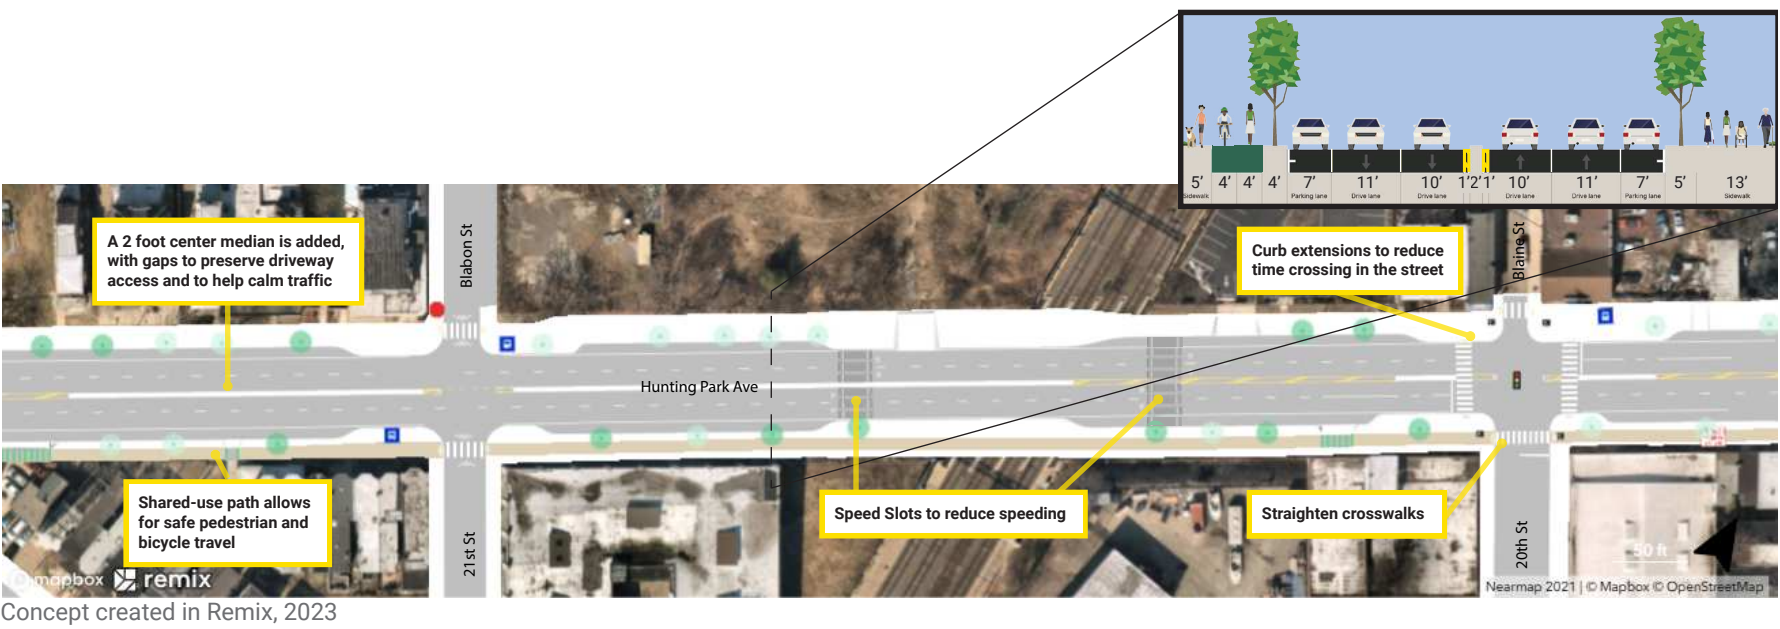 5’ 4’ 4’ 4’ 7’ 11’ 10’ 1’ 2’ 1’ 10’ 11’ 7’ 5’ 13’
Sidewalk Parking lane Drive lane Drive lane Drive lane Drive lane Parking lane Sidewalk
A 2 foot center median is added,
with gaps to preserve driveway
access and to help calm traffic
Blabon St
Curb extensions to reduce
time crossing in the street
Blaine St
Hunting Park Ave
Shared-use path allows
for safe pedestrian and
bicycle travel
21st St
Speed Slots to reduce speeding
Straighten crosswalks
20th St
50 ft
mapbox remix
Nearmap 2021 | © Mapbox © OpenStreetMap
Concept created in Remix, 2023